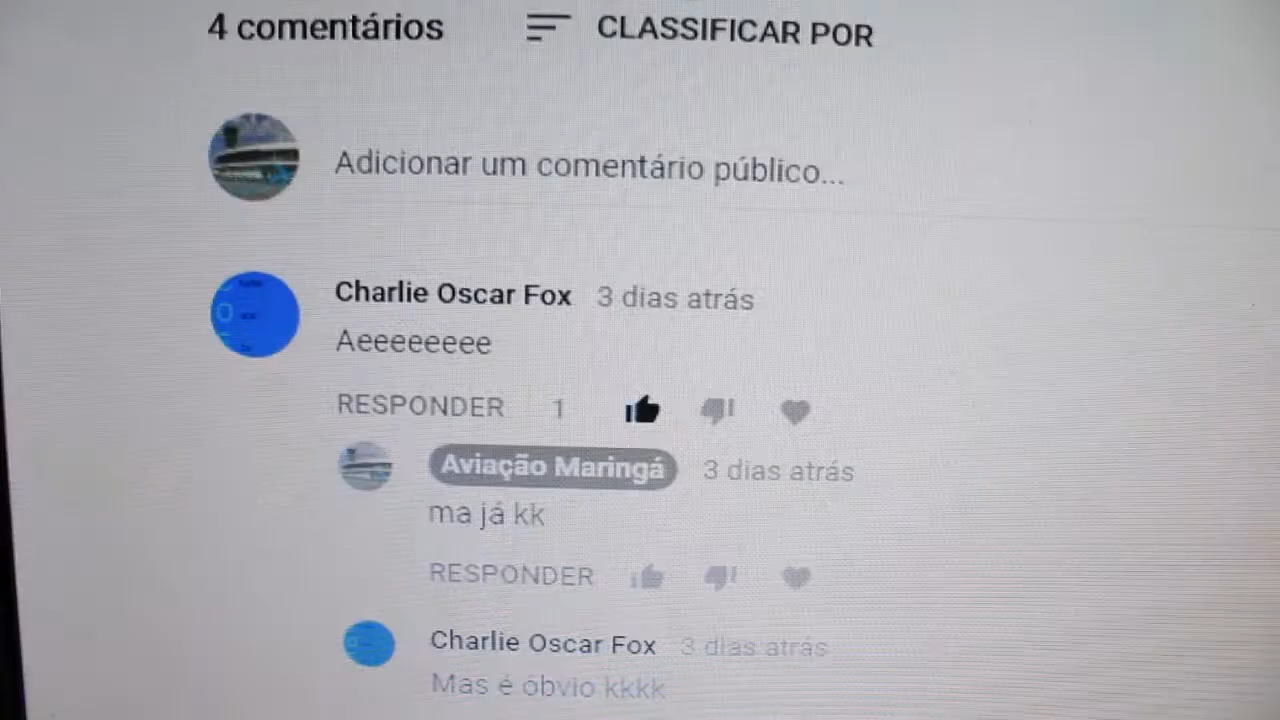 4 comentários CLASSIFICAR POR
Adicionar um comentário público...
Charlie Oscar Fox 3 dias atrás
Aeeeeeeee
RESPONDER 1
Aviação Maringá 3 dias atrás
ma já kk
RESPONDER
Charlie Oscar Fox 3 dias atrás
Mas é óbvio kkkk